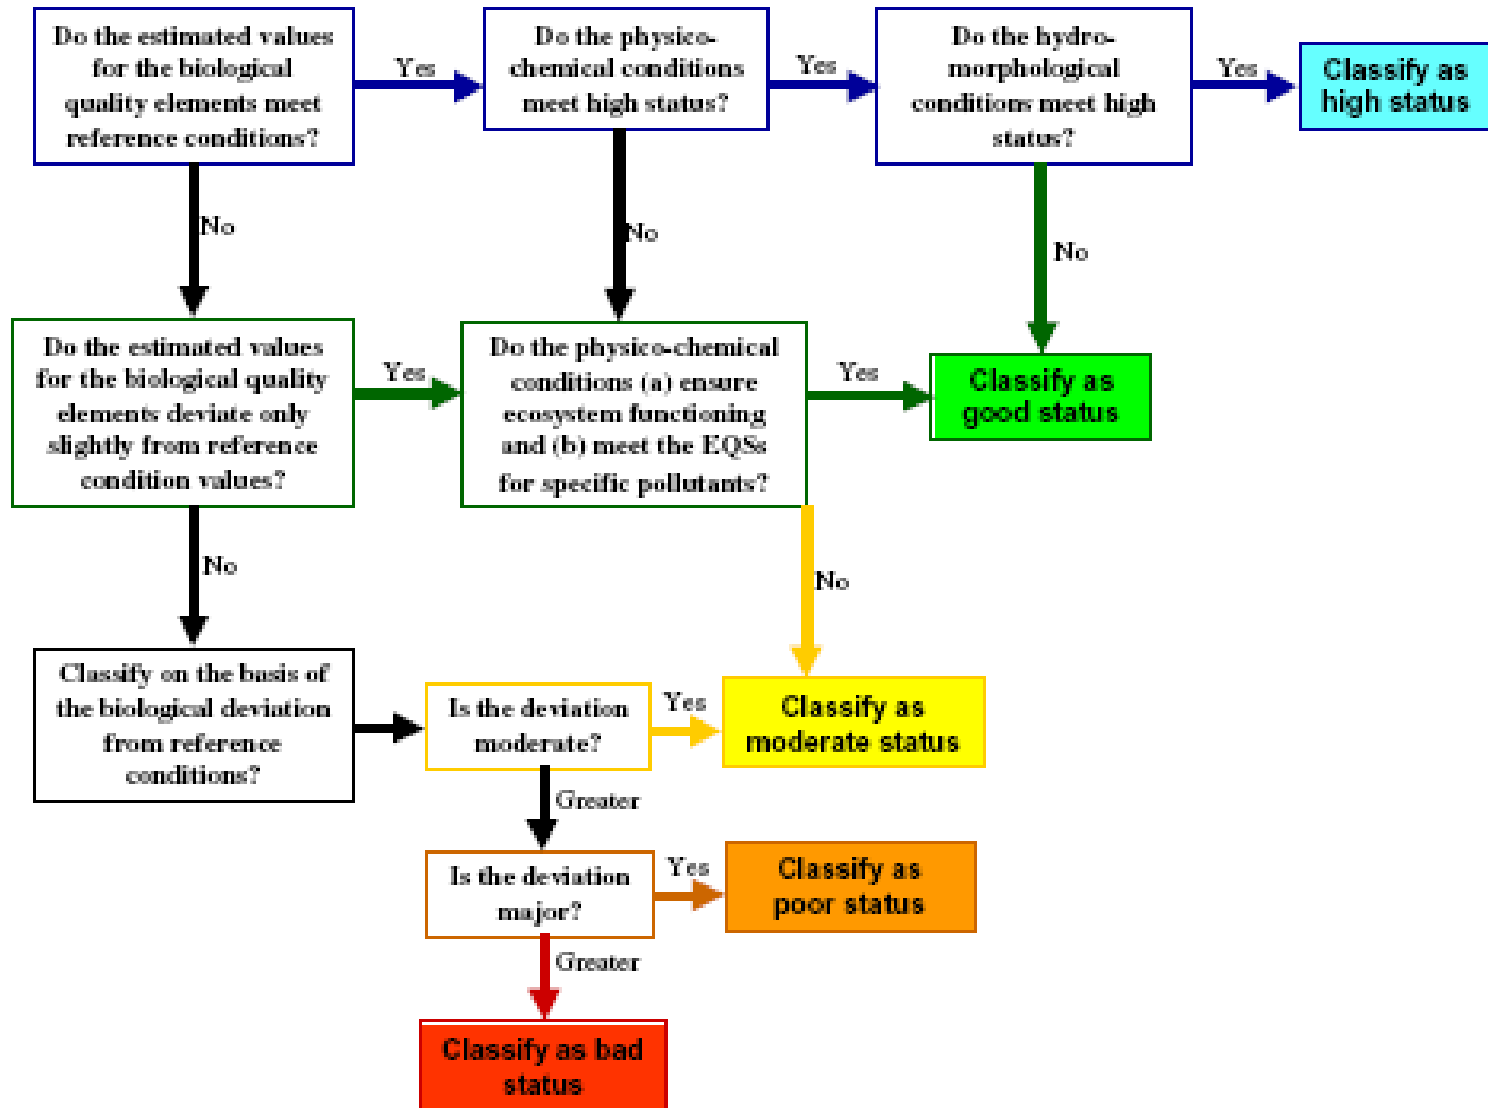 Do the estimated values
for the biological
quality elements meet
reference conditions?
Yes
Do the physico-
chemical conditions
meet high status?
Yes
Do the hydro-
morphological
conditions meet high
status?
Yes
Classify as
high status
No
No
No
Do the estimated values
for the biological quality
elements deviate only
slightly from reference
condition values?
Yes
Do the physico-chemical
conditions (a) ensure
ecosystem functioning
and (b) meet the EQSs
for specific pollutants?
Yes
Classify as
good status
No
No
Classify on the basis of
the biological deviation
from reference
conditions?
Is the deviation
moderate?
Yes
Classify as
moderate status
Greater
Is the deviation
major?
Yes
Classify as
poor status
Greater
Classify as bad
status